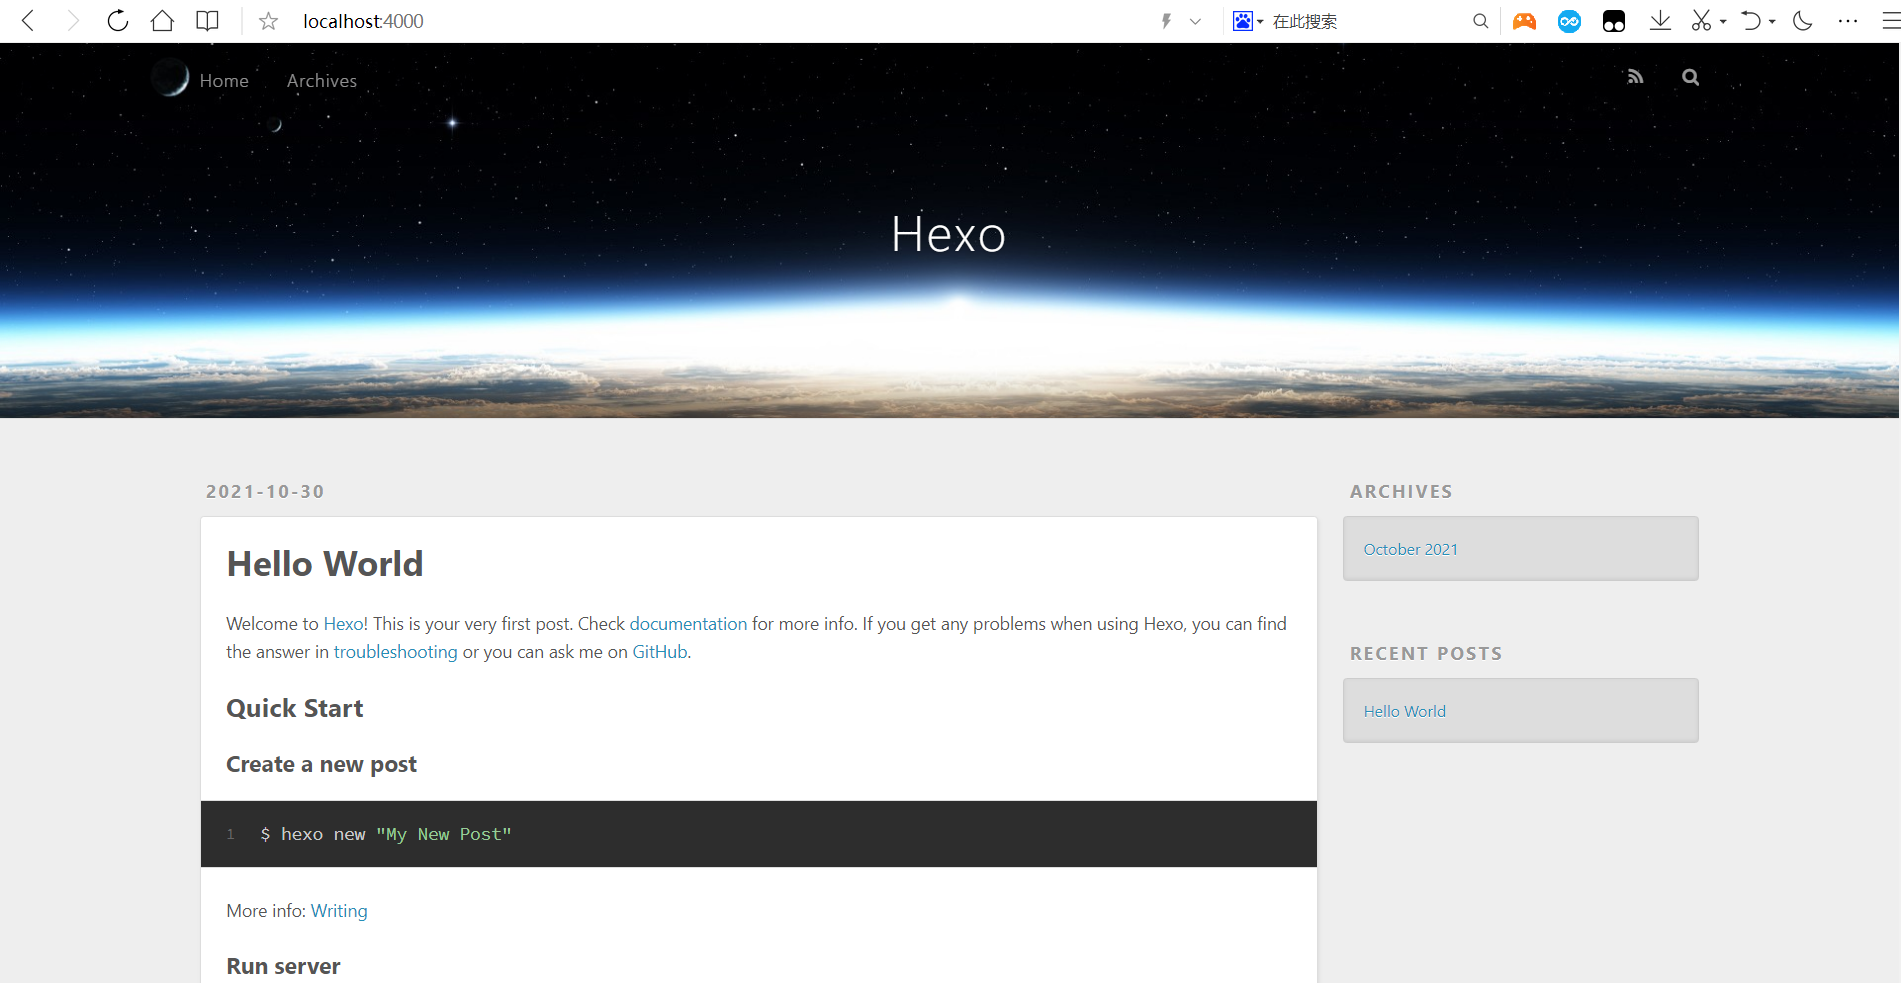 localhost:4000
在此搜索
Home Archives
Hexo
2021-10-30
Hello World
Welcome to Hexo! This is your very first post. Check documentation for more info. If you get any problems when using Hexo, you can find
the answer in troubleshooting or you can ask me on GitHub.
Quick Start
Create a new post
1 $ hexo new "My New Post"
More info: Writing
Run server
ARCHIVES
October 2021
RECENT POSTS
Hello World